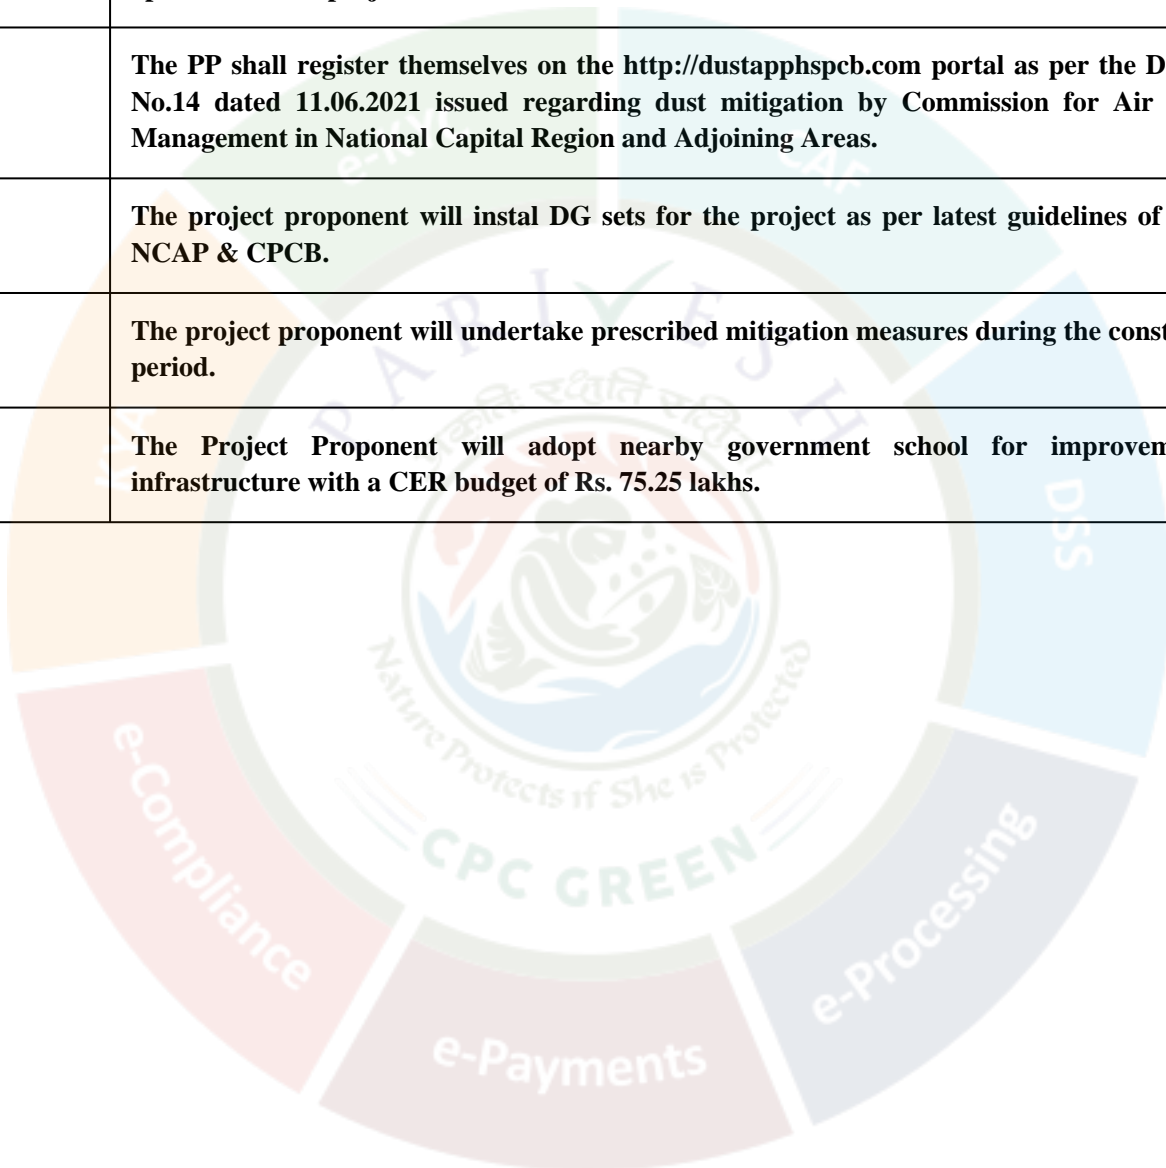 The PP shall register themselves on the http://dustapphspcb.com portal as per the D
No.14 dated 11.06.2021 issued regarding dust mitigation by Commission for Air
Management in National Capital Region and Adjoining Areas.
The project proponent will instal DG sets for the project as per latest guidelines of
NCAP & CPCB.
The project proponent will undertake prescribed mitigation measures during the const
period.
The Project Proponent will adopt nearby government school for improvem
infrastructure with a CER budget of Rs. 75.25 lakhs.
e-KYC
CAF
KYA
DSS
PARIVESH
Nature Protects if She is Protected
CPC GREEN
e-Compliance
e-Processing
e-Payments